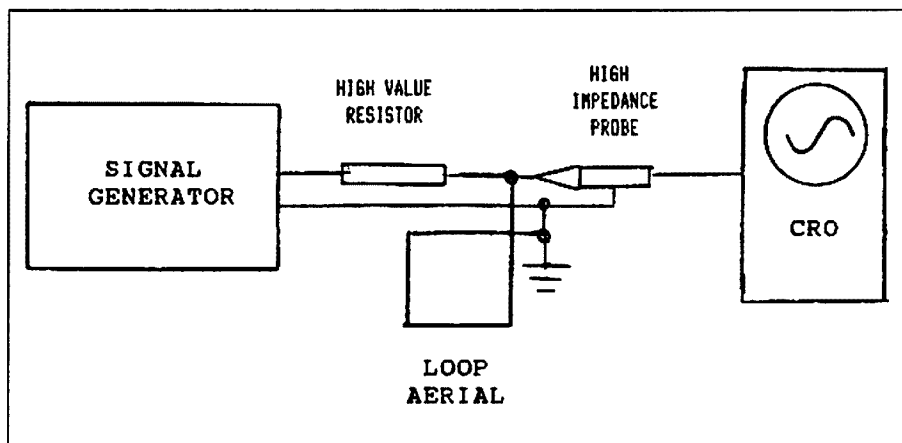 HIGH VALUE
RESISTOR
HIGH
IMPEDANCE
PROBE
SIGNAL
GENERATOR
CRO
LOOP
AERIAL